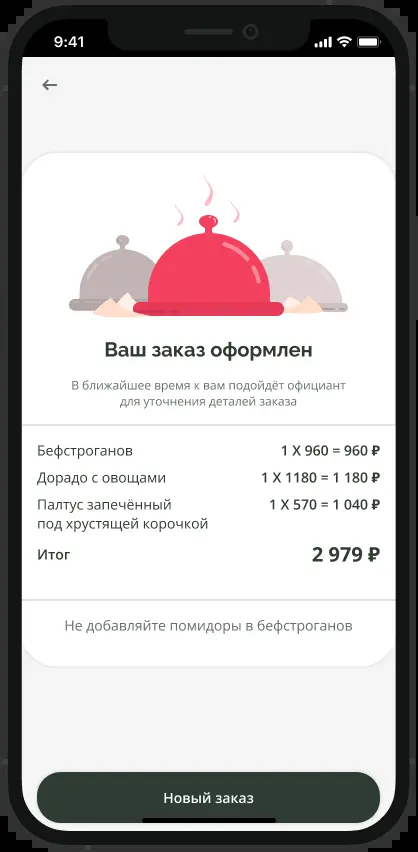 9:41
Ваш заказ оформлен
В ближайшее время к вам подойдёт официант
для уточнения деталей заказа
Бефстроганов 1 X 960 = 960 ₽
Дорадо с овощами 1 X 1180 = 1 180 ₽
Палтус запечённый 1 X 570 = 1 040 ₽
под хрустящей корочкой
Итог 2 979 ₽
Не добавляйте помидоры в бефстроганов
Новый заказ